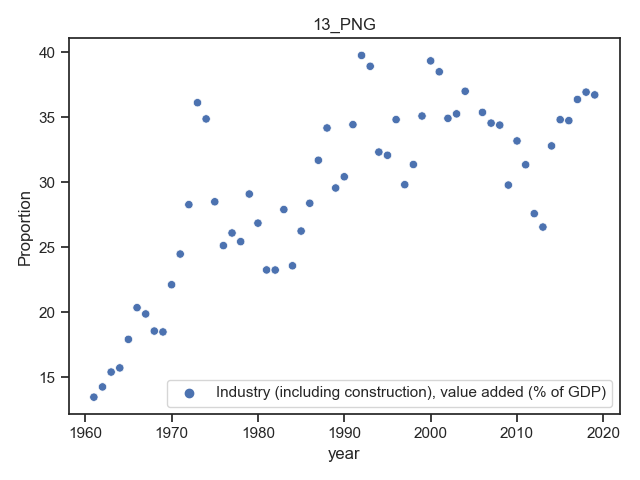 13_PNG
Proportion
40
35
30
25
20
15
Industry (including construction), value added (% of GDP)
1960 1970 1980 1990 2000 2010 2020
year